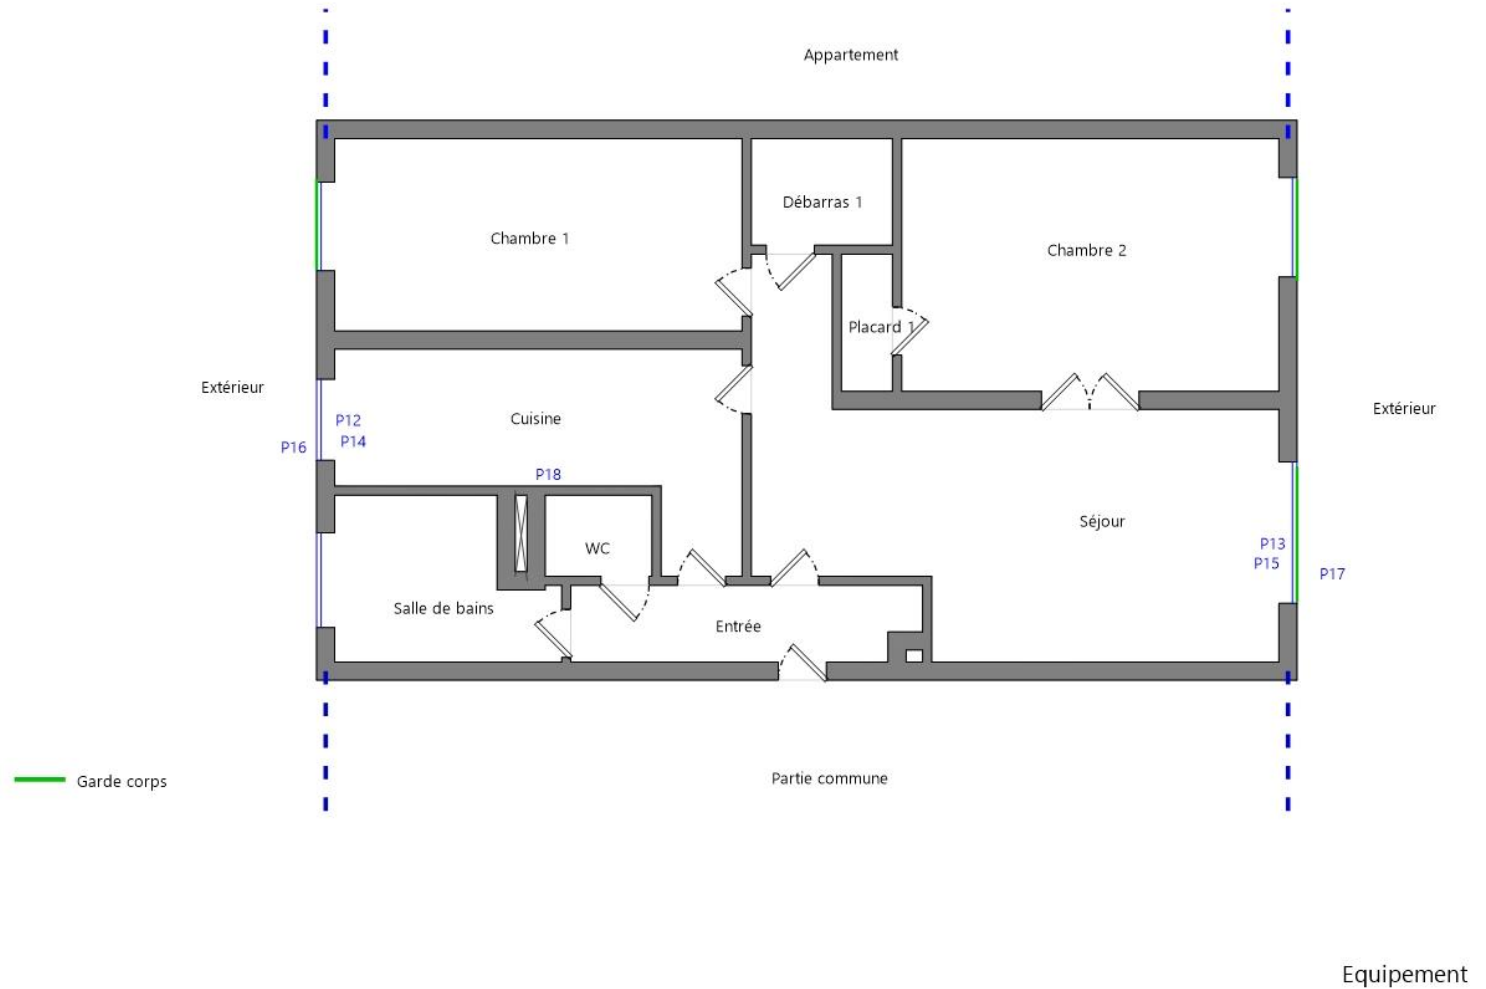 Appartement
Débarras 1
Chambre 1
Chambre 2
Placard 1
Extérieur
Extérieur
Cuisine
P12
P14
P16
P18
Séjour
P13
P15
P17
WC
Salle de bains
Entrée
Garde corps
Partie commune
Equipement